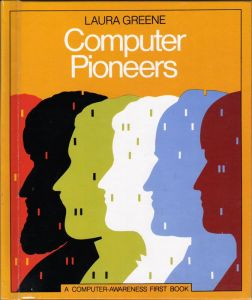 LAURA GREENE
Computer
Pioneers
A COMPUTER-AWARENESS FIRST BOOK